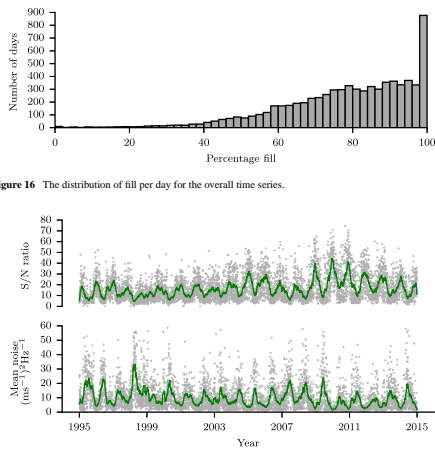 900
800
700
600
500
400
300
200
100
0
Number of days
0 20 40 60 80 100
Percentage fill
igure 16 The distribution of fill per day for the overall time series.
80
70
60
50
40
30
20
10
0
S/N ratio
60
50
40
30
20
10
0
Mean noise
(ms⁻¹)²Hz⁻¹
1995 1999 2003 2007 2011 2015
Year